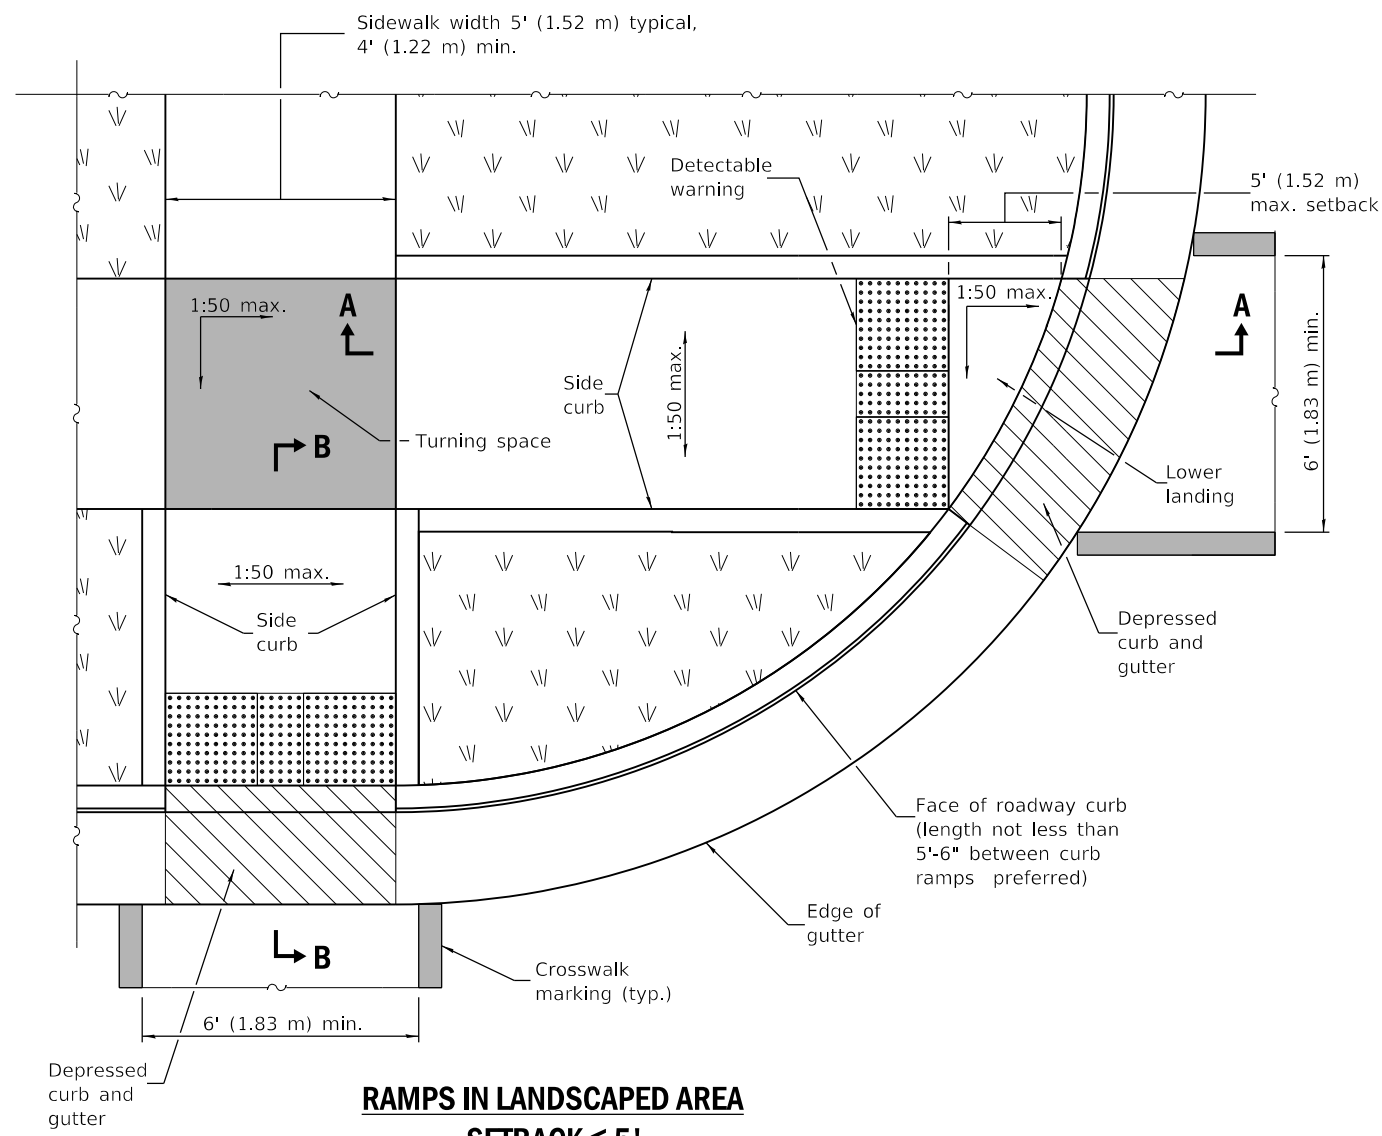 Sidewalk width 5' (1.52 m) typical,
4' (1.22 m) min.
Detectable
warning
5' (1.52 m)
max. setback
1:50 max.
A
1:50 max.
A
Side
curb
1:50 max.
6' (1.83 m) min.
B
Turning space
Lower
landing
1:50 max.
Side
curb
Depressed
curb and
gutter
Face of roadway curb
(length not less than
5'-6" between curb
ramps preferred)
Edge of
gutter
B
Crosswalk
marking (typ.)
6' (1.83 m) min.
Depressed
curb and
gutter
RAMPS IN LANDSCAPED AREA
SETBACK ≤ 5'